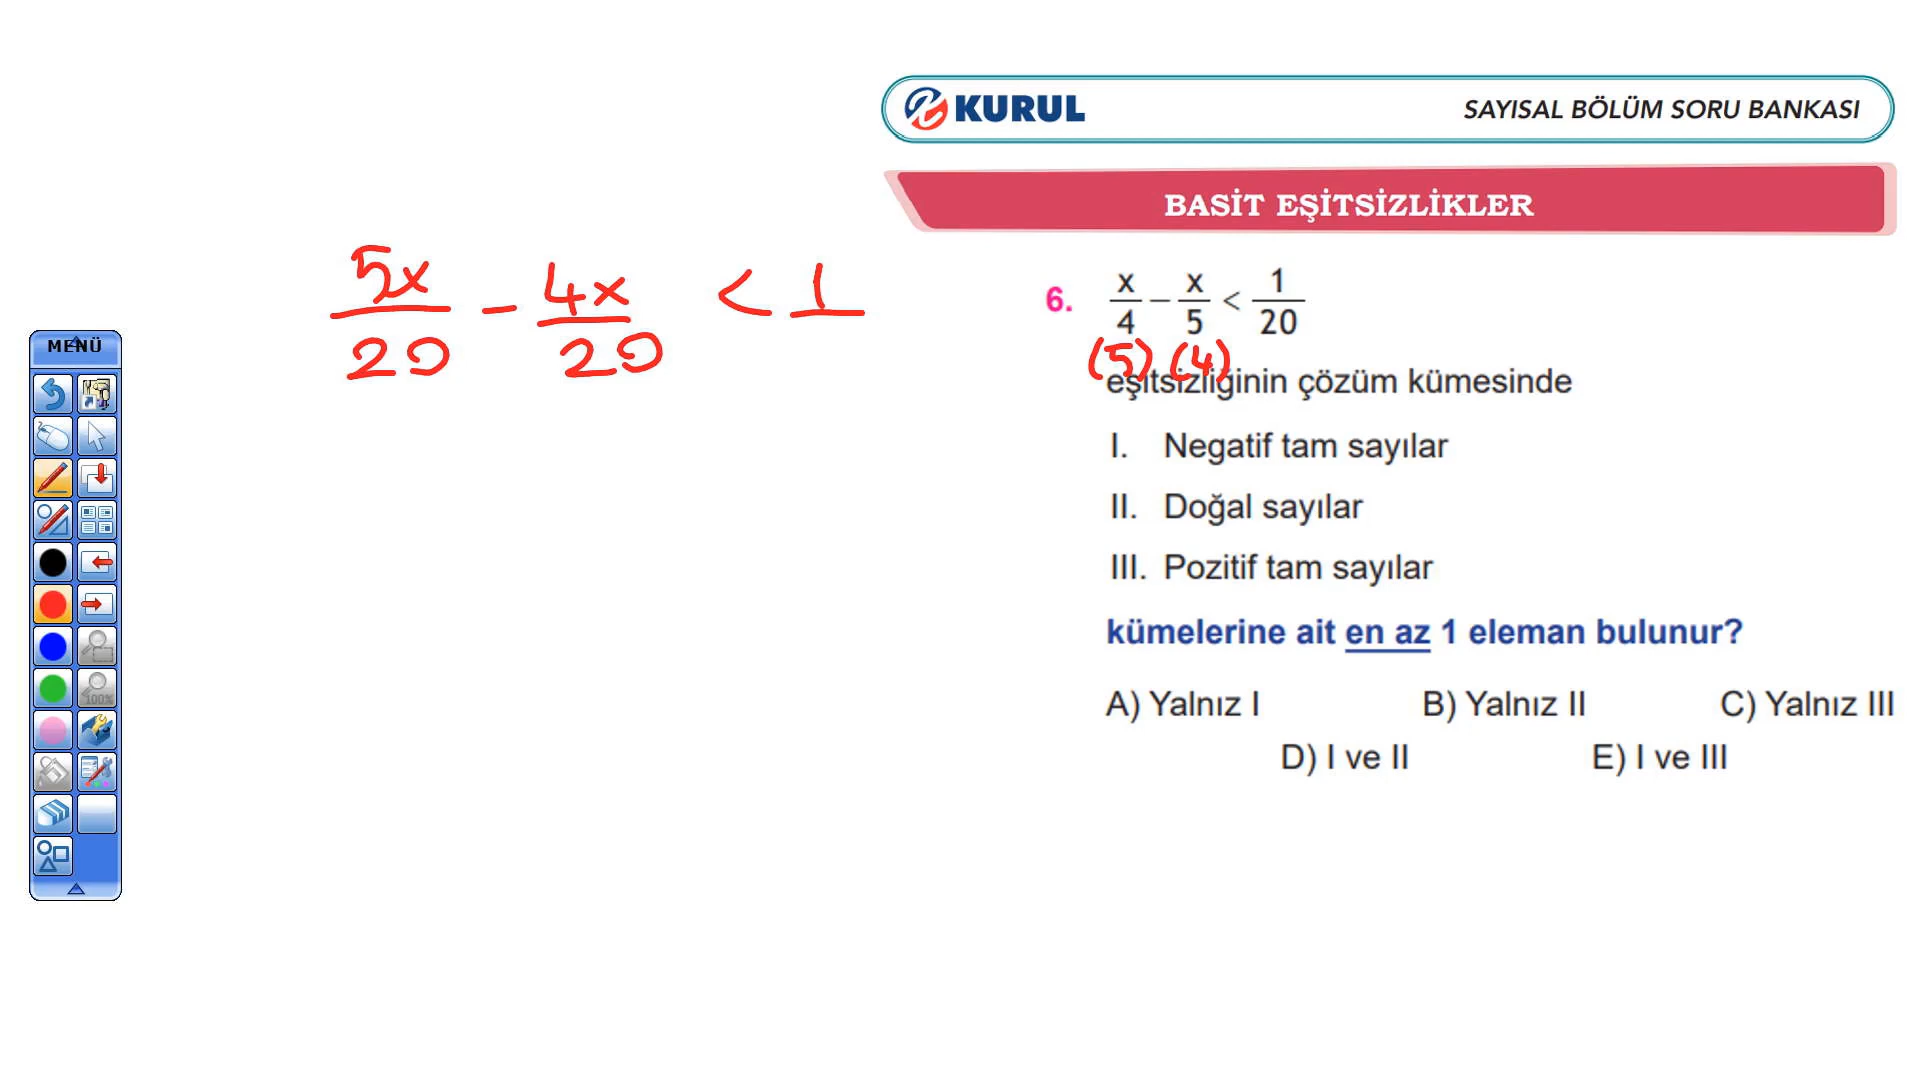 KURUL
SAYISAL BÖLÜM SORU BANKASI
BASİT EŞİTSİZLİKLER
5x/20 - 4x/20 < 1
6. x/4 - x/5 < 1/20
(5) (4)
eşitsizliğinin çözüm kümesinde
I. Negatif tam sayılar
II. Doğal sayılar
III. Pozitif tam sayılar
kümelerine ait en az 1 eleman bulunur?
A) Yalnız I B) Yalnız II C) Yalnız III
D) I ve II E) I ve III
MENÜ
100%